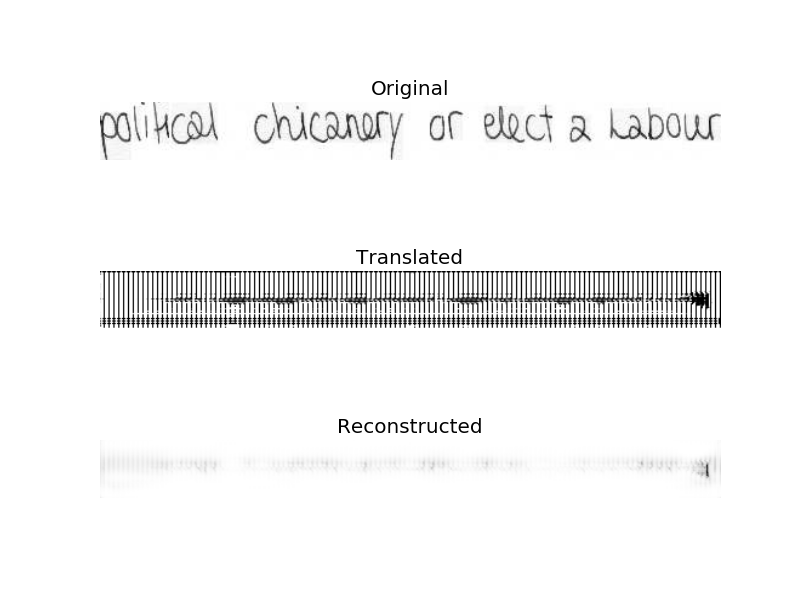 Original
political chicanery or elect a Labour
Translated
Reconstructed